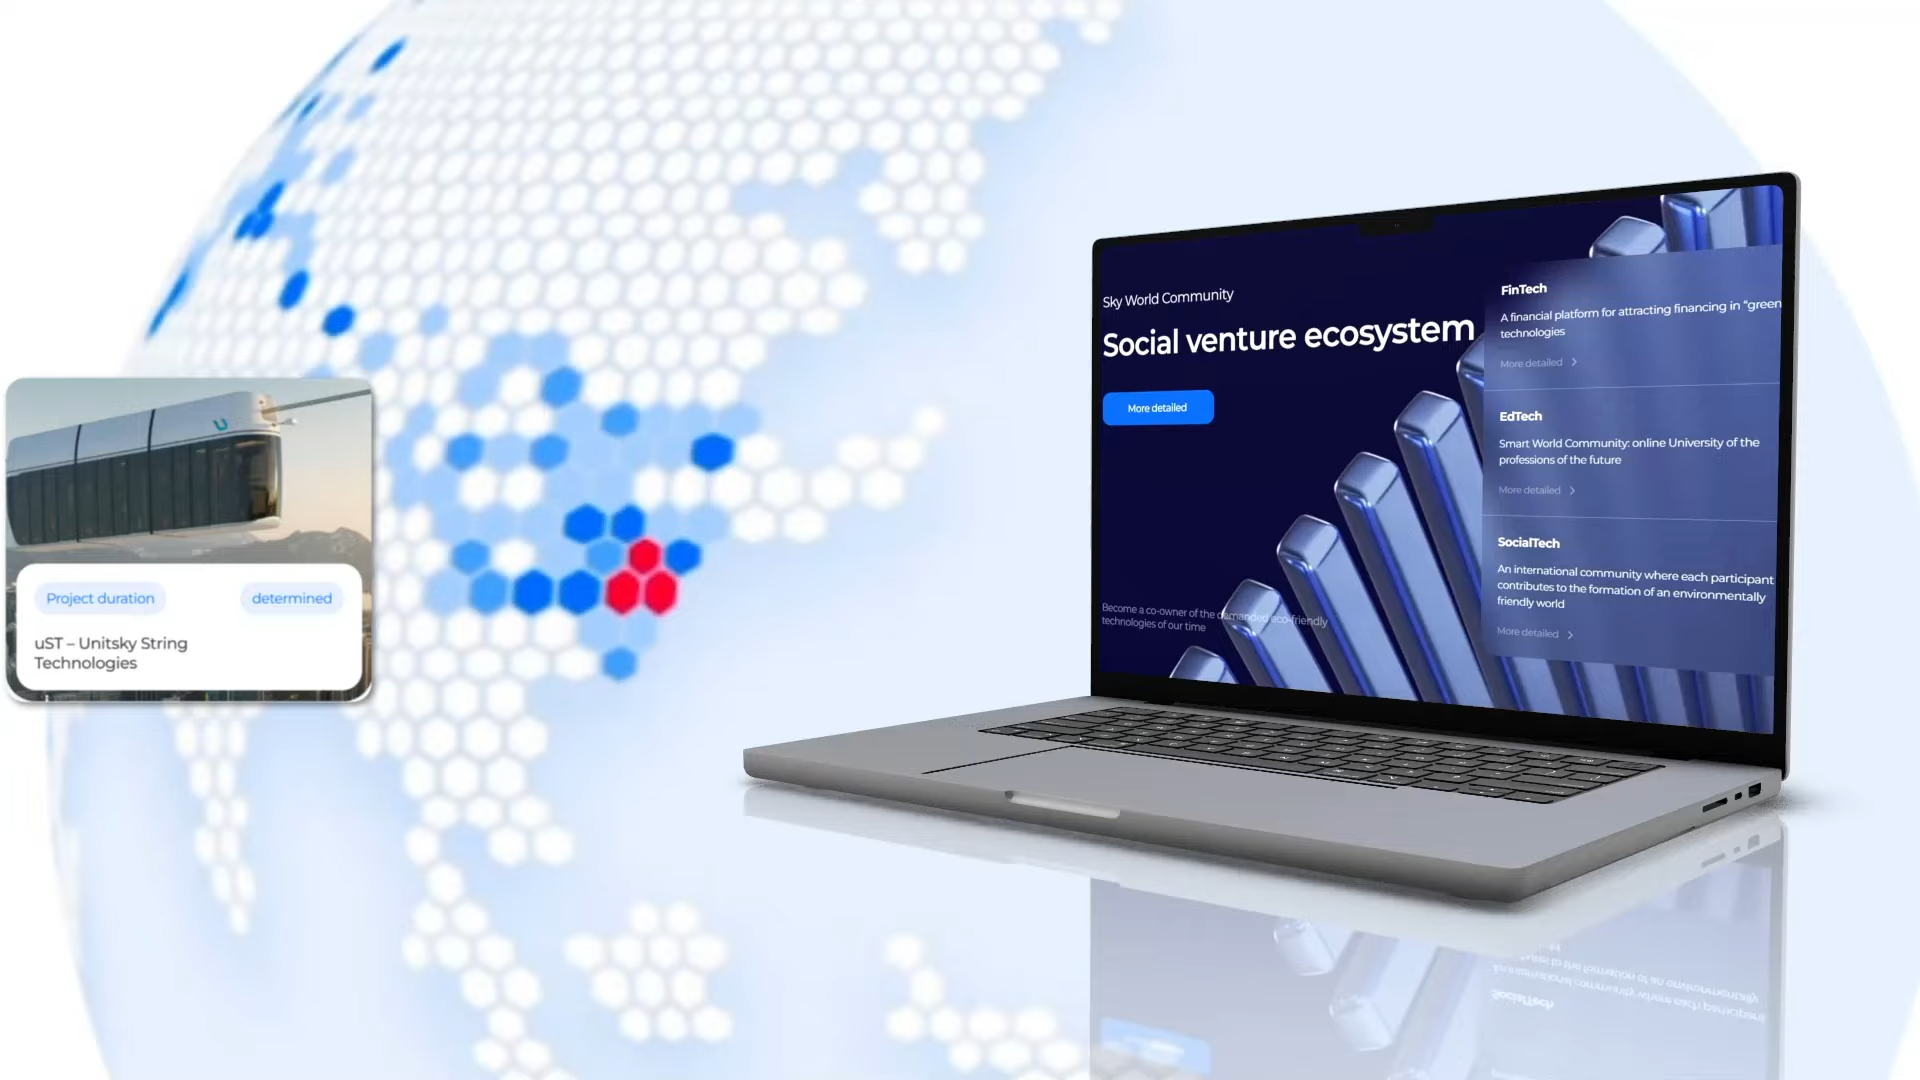 Sky World Community
Social venture ecosystem
More detailed
Become a co-owner of the demanded eco-friendly
technologies of our time
FinTech
A financial platform for attracting financing in “green
technologies
More detailed
EdTech
Smart World Community: online University of the
professions of the future
More detailed
SocialTech
An international community where each participant
contributes to the formation of an environmentally
friendly world
More detailed
Project duration
determined
uST – Unitsky String
Technologies